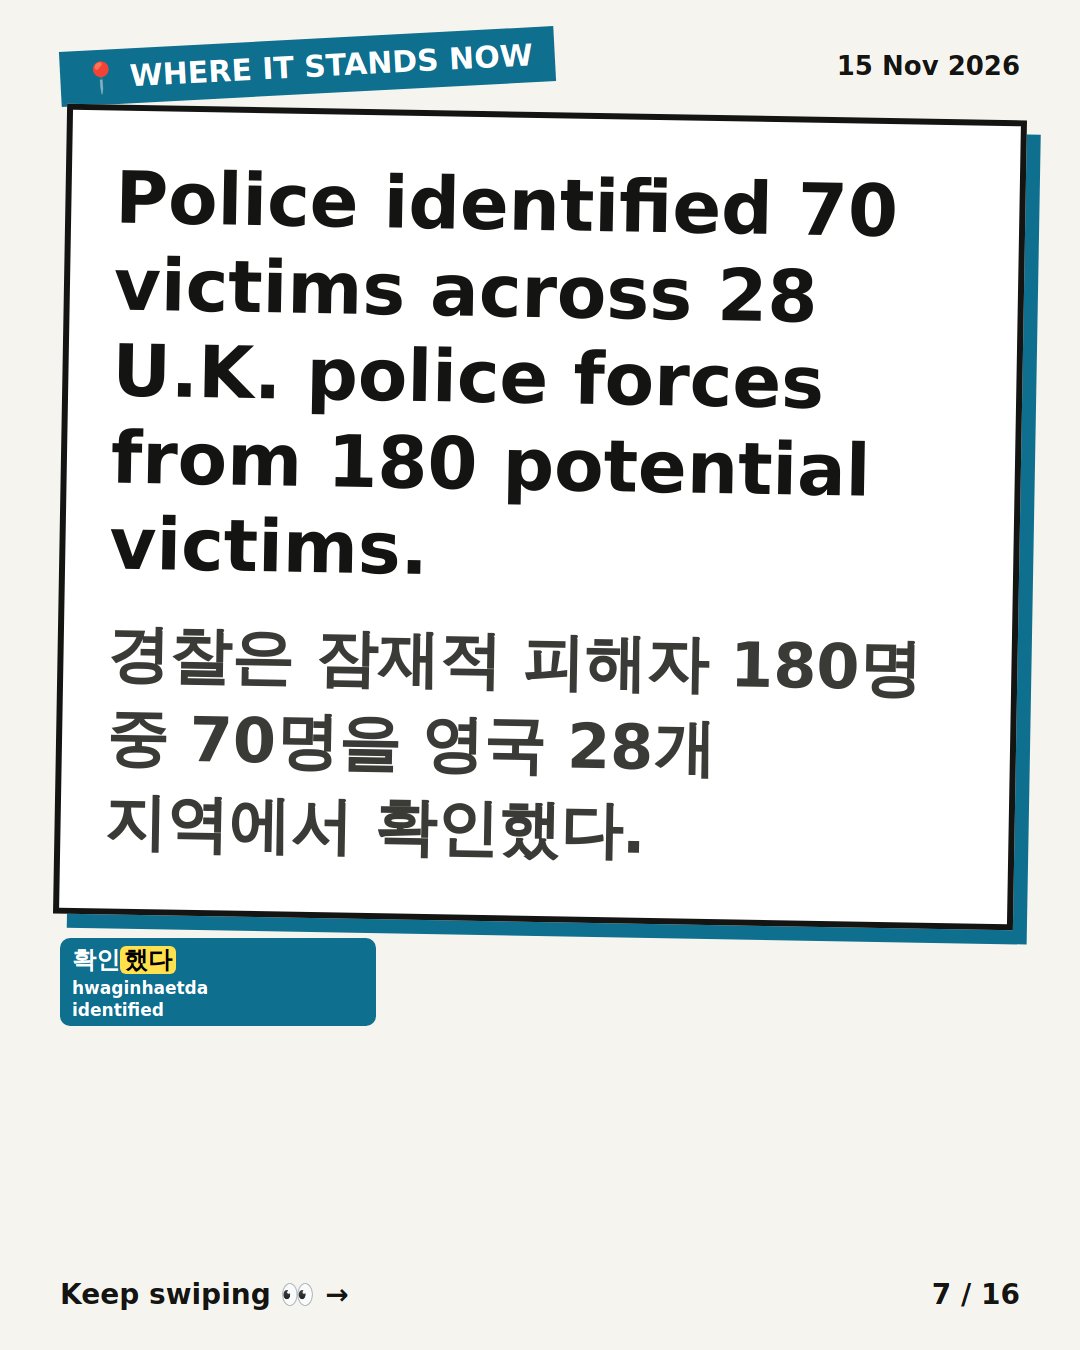 📍 WHERE IT STANDS NOW
15 Nov 2026
Police identified 70
victims across 28
U.K. police forces
from 180 potential
victims.
경찰은 잠재적 피해자 180명
중 70명을 영국 28개
지역에서 확인했다.
확인했다
hwaginhaetda
identified
Keep swiping 👀 →
7 / 16